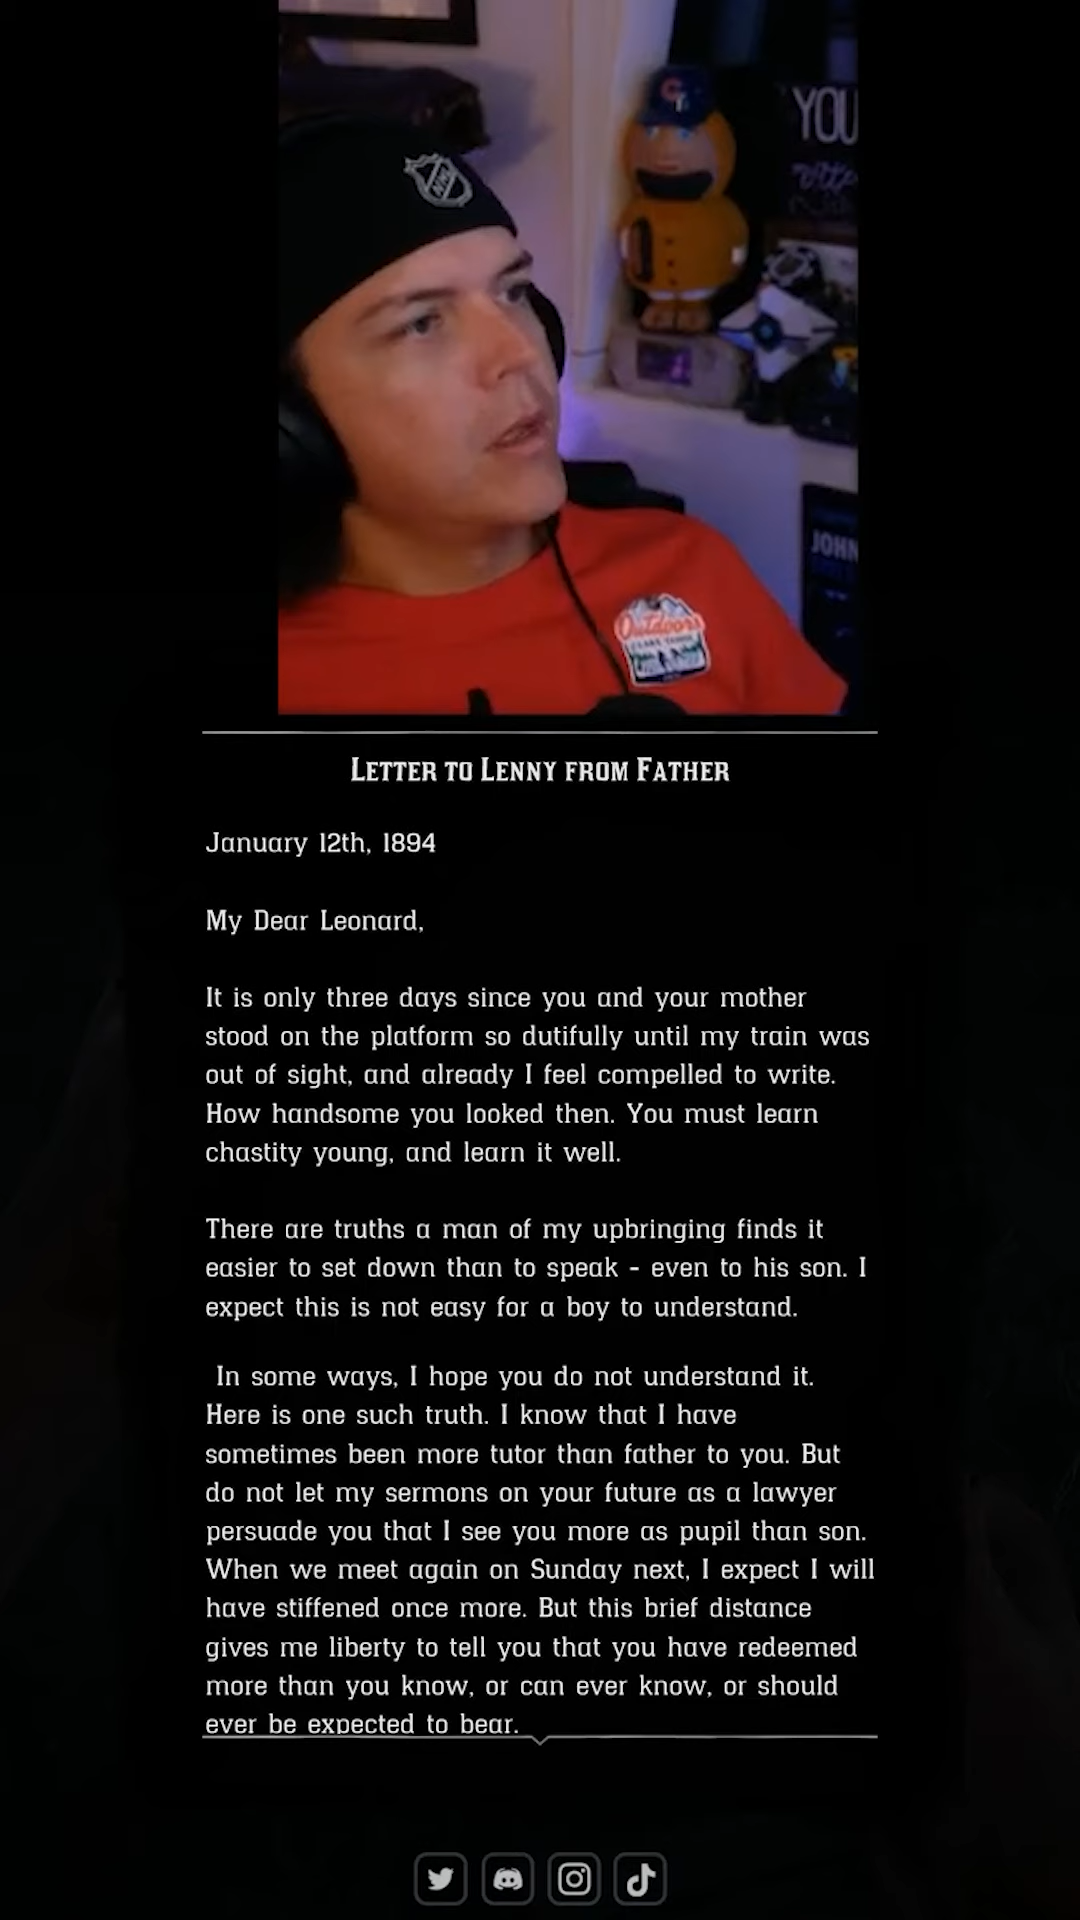 NHL
C
YOU
JOHN
Outdoors
LETTER TO LENNY FROM FATHER
January 12th, 1894
My Dear Leonard,
It is only three days since you and your mother
stood on the platform so dutifully until my train was
out of sight, and already I feel compelled to write.
How handsome you looked then. You must learn
chastity young, and learn it well.
There are truths a man of my upbringing finds it
easier to set down than to speak - even to his son. I
expect this is not easy for a boy to understand.
In some ways, I hope you do not understand it.
Here is one such truth. I know that I have
sometimes been more tutor than father to you. But
do not let my sermons on your future as a lawyer
persuade you that I see you more as pupil than son.
When we meet again on Sunday next, I expect I will
have stiffened once more. But this brief distance
gives me liberty to tell you that you have redeemed
more than you know, or can ever know, or should
ever be expected to bear.